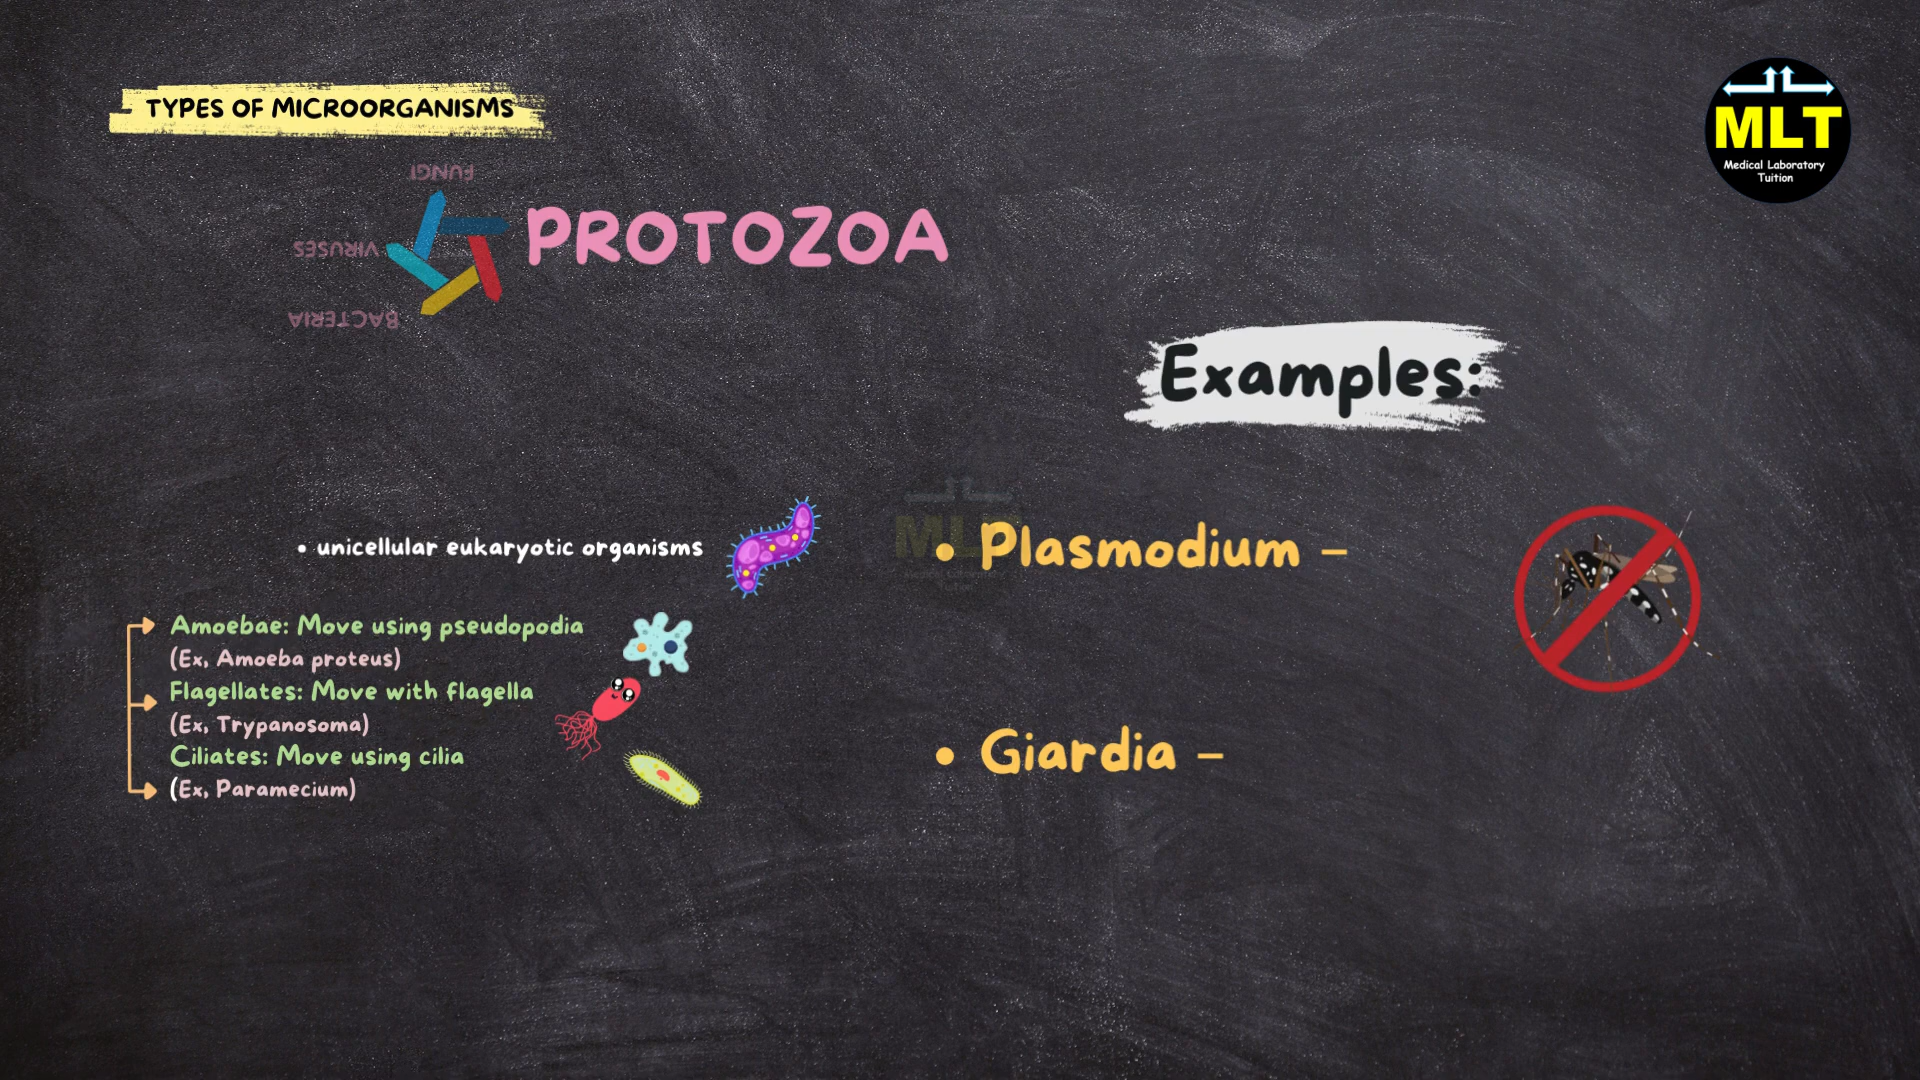 TYPES OF MICROORGANISMS
MLT
Medical Laboratory
Tuition
FUNGI
PROTOZOA
VIRUSES
BACTERIA
Examples:
• unicellular eukaryotic organisms
Amoebae: Move using pseudopodia
(Ex, Amoeba proteus)
Flagellates: Move with flagella
(Ex, Trypanosoma)
Ciliates: Move using cilia
(Ex, Paramecium)
MLT
• Plasmodium –
• Giardia –